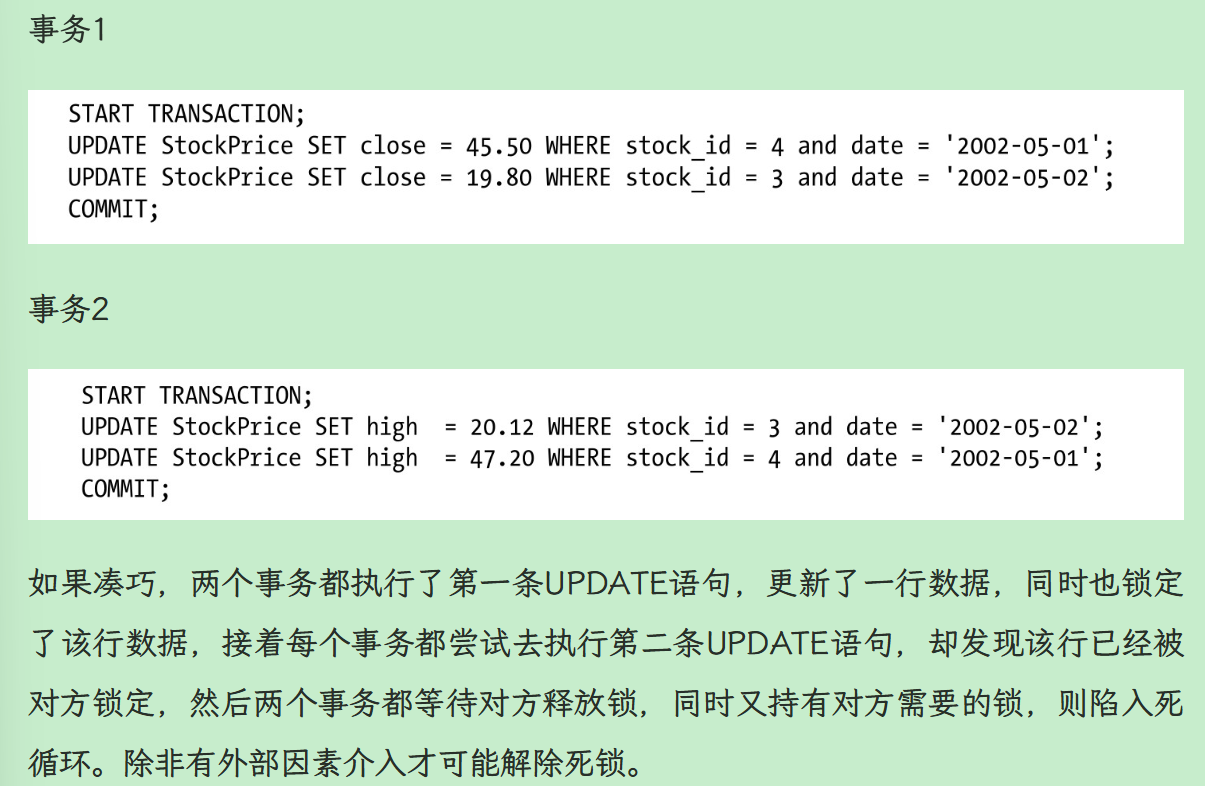 事务1
START TRANSACTION;
UPDATE StockPrice SET close = 45.50 WHERE stock_id = 4 and date = '2002-05-01';
UPDATE StockPrice SET close = 19.80 WHERE stock_id = 3 and date = '2002-05-02';
COMMIT;
事务2
START TRANSACTION;
UPDATE StockPrice SET high  = 20.12 WHERE stock_id = 3 and date = '2002-05-02';
UPDATE StockPrice SET high  = 47.20 WHERE stock_id = 4 and date = '2002-05-01';
COMMIT;
如果凑巧，两个事务都执行了第一条UPDATE语句，更新了一行数据，同时也锁定
了该行数据，接着每个事务都尝试去执行第二条UPDATE语句，却发现该行已经被
对方锁定，然后两个事务都等待对方释放锁，同时又持有对方需要的锁，则陷入死
循环。除非有外部因素介入才可能解除死锁。